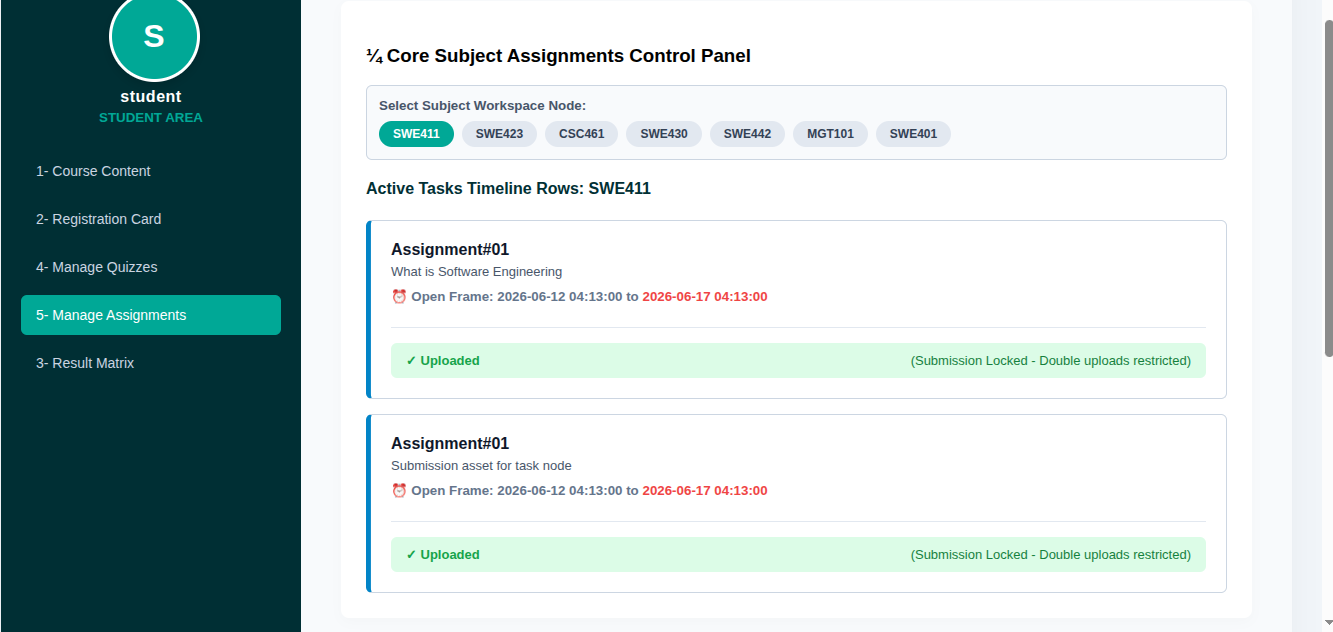 S
student
STUDENT AREA
1- Course Content
2- Registration Card
4- Manage Quizzes
5- Manage Assignments
3- Result Matrix
¼ Core Subject Assignments Control Panel
Select Subject Workspace Node:
SWE411 SWE423 CSC461 SWE430 SWE442 MGT101 SWE401
Active Tasks Timeline Rows: SWE411
Assignment#01
What is Software Engineering
⏰ Open Frame: 2026-06-12 04:13:00 to 2026-06-17 04:13:00
✓ Uploaded (Submission Locked - Double uploads restricted)
Assignment#01
Submission asset for task node
⏰ Open Frame: 2026-06-12 04:13:00 to 2026-06-17 04:13:00
✓ Uploaded (Submission Locked - Double uploads restricted)